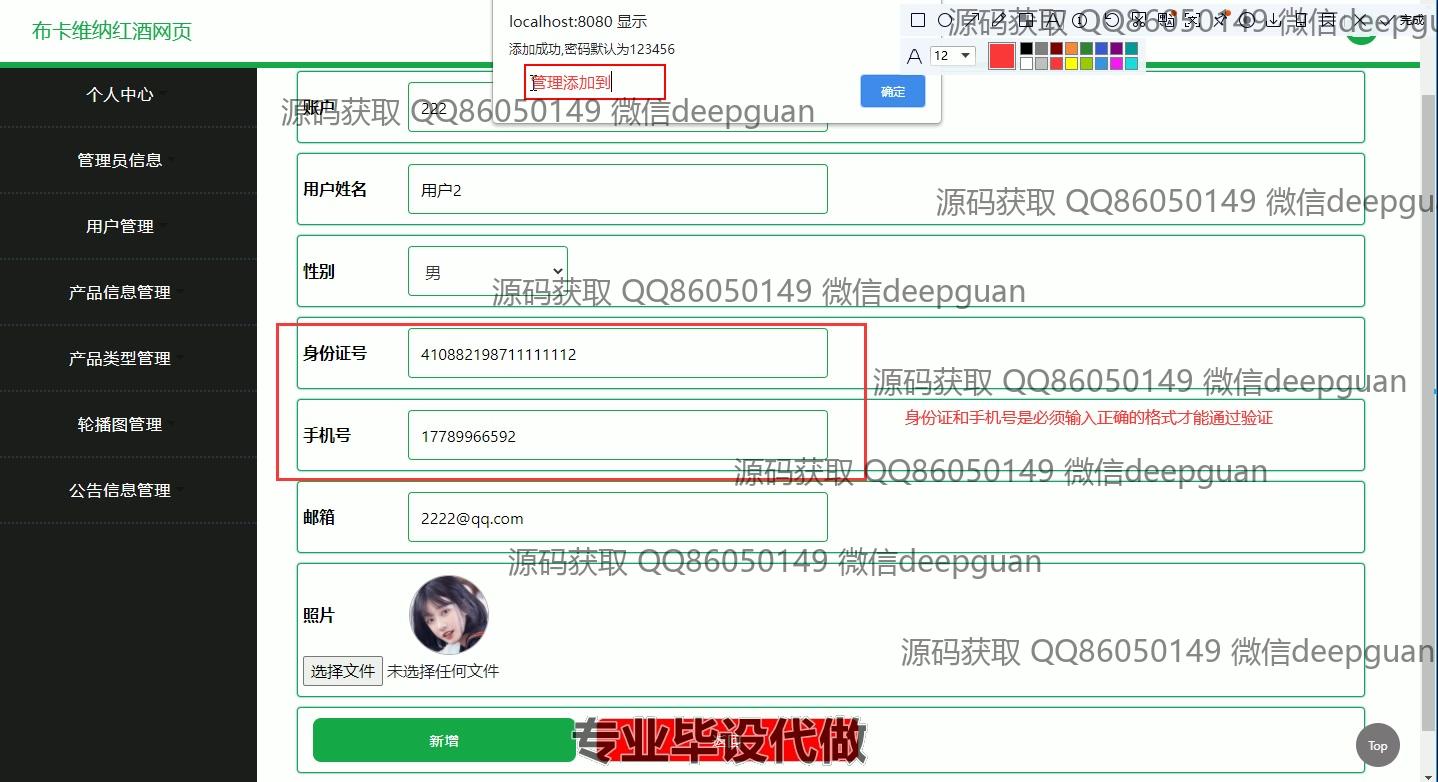 布卡维纳红酒网页
localhost:8080 显示
添加成功,密码默认为123456
管理添加到
确定
A
12
完成
源码获取 QQ86050149 微信deepguan
个人中心
管理员信息
用户管理
产品信息管理
产品类型管理
轮播图管理
公告信息管理
账户
222
源码获取 QQ86050149 微信deepguan
用户姓名
用户2
源码获取 QQ86050149 微信deepgu
性别
男
源码获取 QQ86050149 微信deepguan
身份证号
410882198711111112
源码获取 QQ86050149 微信deepguan
身份证和手机号是必须输入正确的格式才能通过验证
手机号
17789966592
源码获取 QQ86050149 微信deepguan
邮箱
2222@qq.com
源码获取 QQ86050149 微信deepguan
照片
源码获取 QQ86050149 微信deepguan
选择文件 未选择任何文件
新增
返回
专业毕设代做
Top